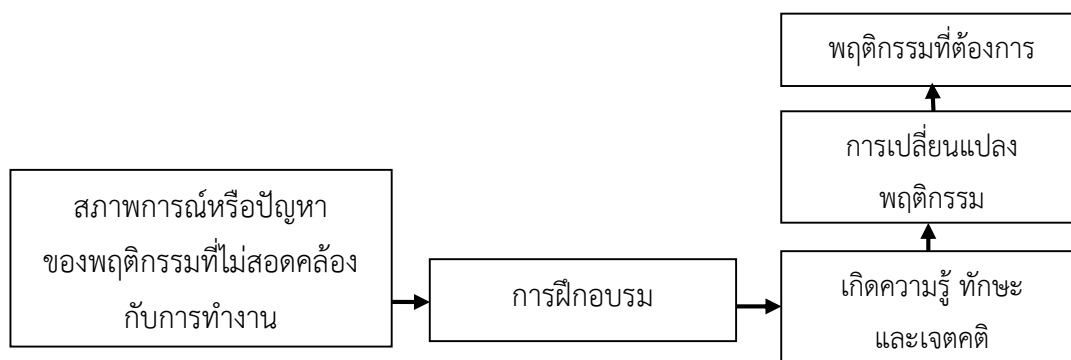 พฤติกรรมที่ต้องการ
การเปลี่ยนแปลง
พฤติกรรม
สภาพการณ์หรือปัญหา
ของพฤติกรรมที่ไม่สอดคล้อง
กับการทำงาน
การฝึกอบรม
เกิดความรู้ ทักษะ
และเจตคติ